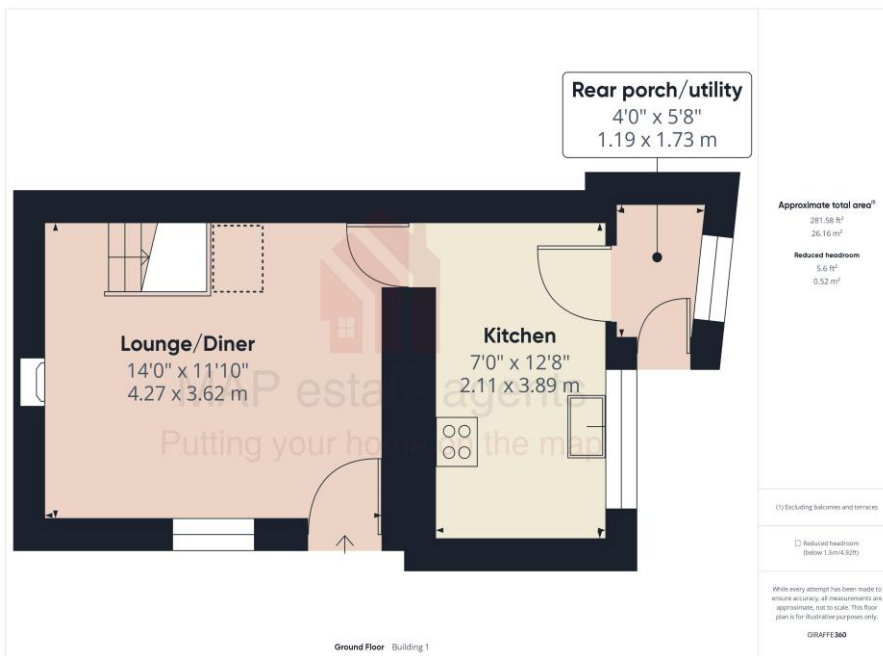 Rear porch/utility
4'0" x 5'8"
1.19 x 1.73 m
Lounge/Diner
14'0" x 11'10"
4.27 x 3.62 m
Kitchen
7'0" x 12'8"
2.11 x 3.89 m
MAP estate agents
Putting your home on the map
Ground Floor Building 1
Approximate total area(1)
281.58 ft²
26.16 m²
Reduced headroom
5.6 ft²
0.52 m²
(1) Excluding balconies and terraces
Reduced headroom
(below 1.5m/4.92ft)
While every attempt has been made to
ensure accuracy, all measurements are
approximate, not to scale. This floor
plan is for illustrative purposes only.
GIRAFFE360